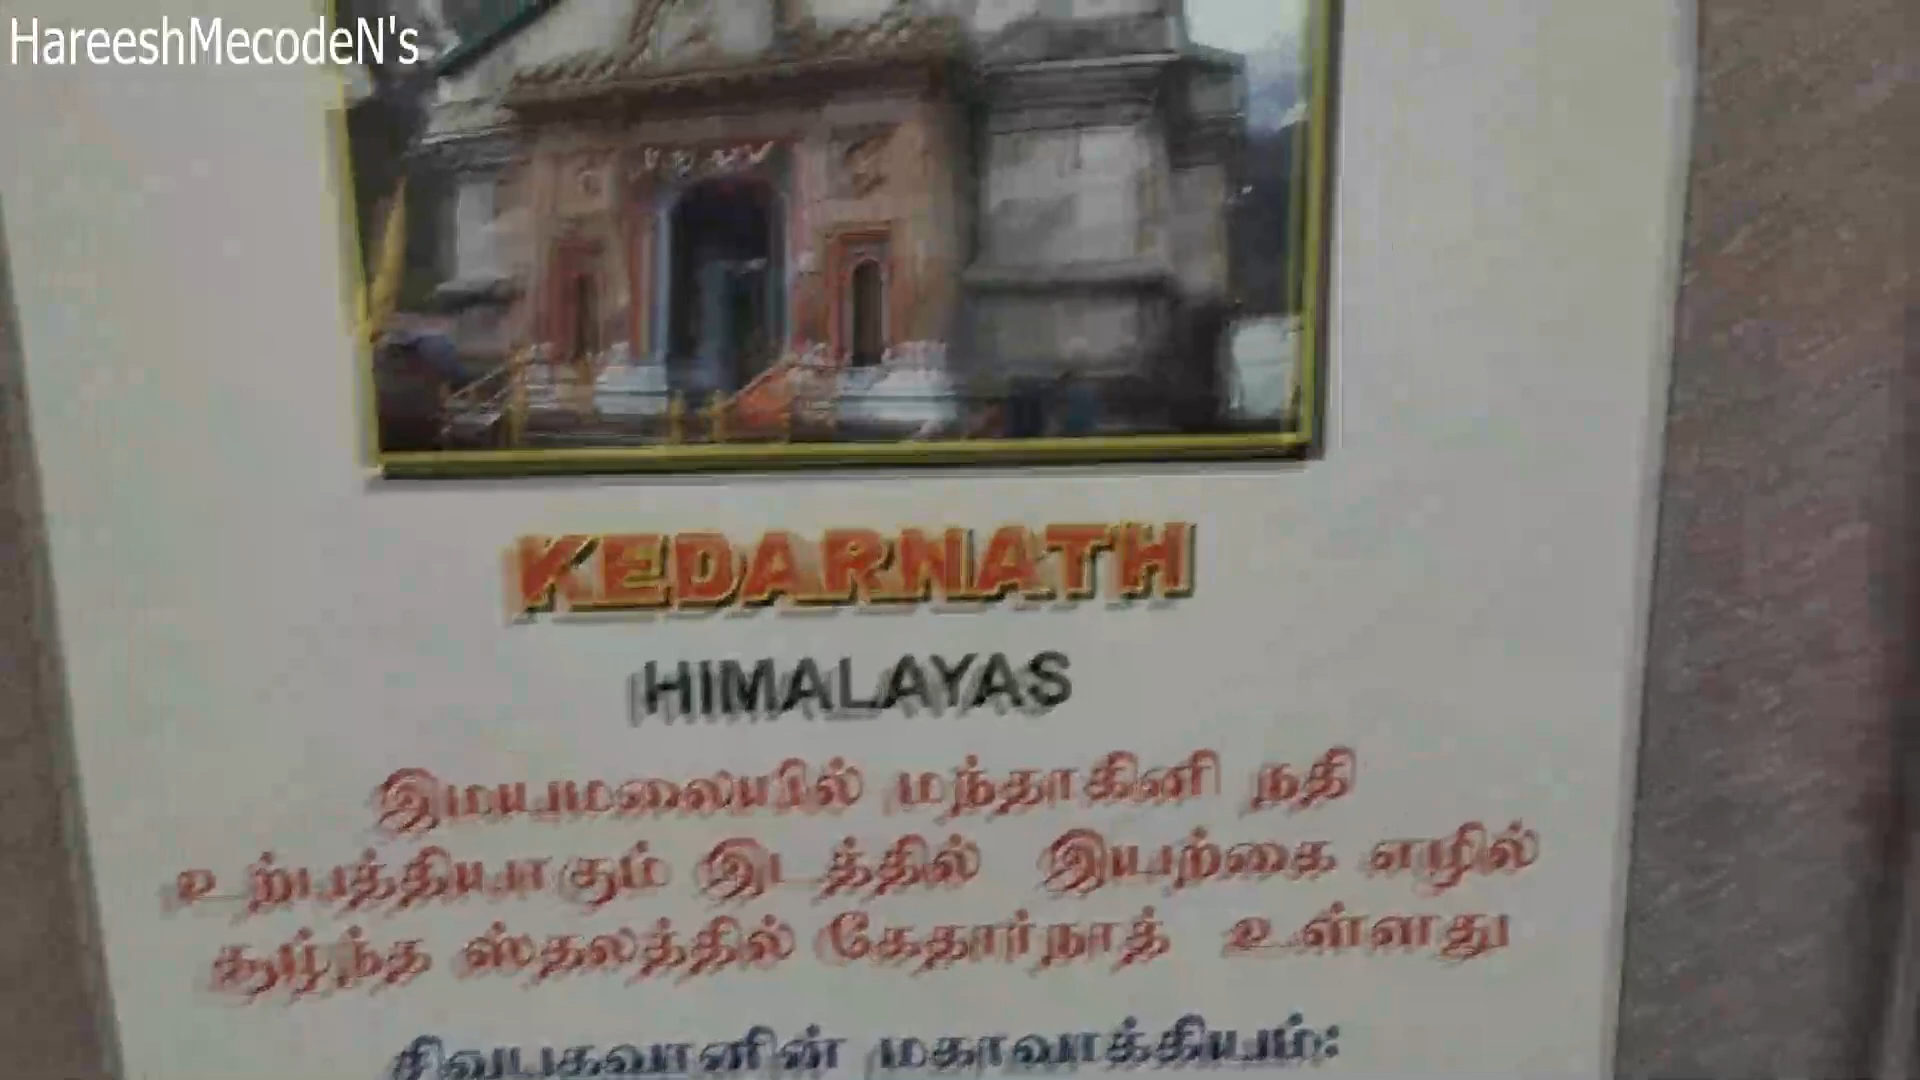 HareeshMecodeN's
KEDARNATH
HIMALAYAS
இமயமலையில் மந்தாகினி நதி
உற்பத்தியாகும் இடத்தில் இயற்கை எழில்
சூழ்ந்த ஸ்தலத்தில் கேதார்நாத் உள்ளது
சிவபகவானின் மகாவாக்கியம்: